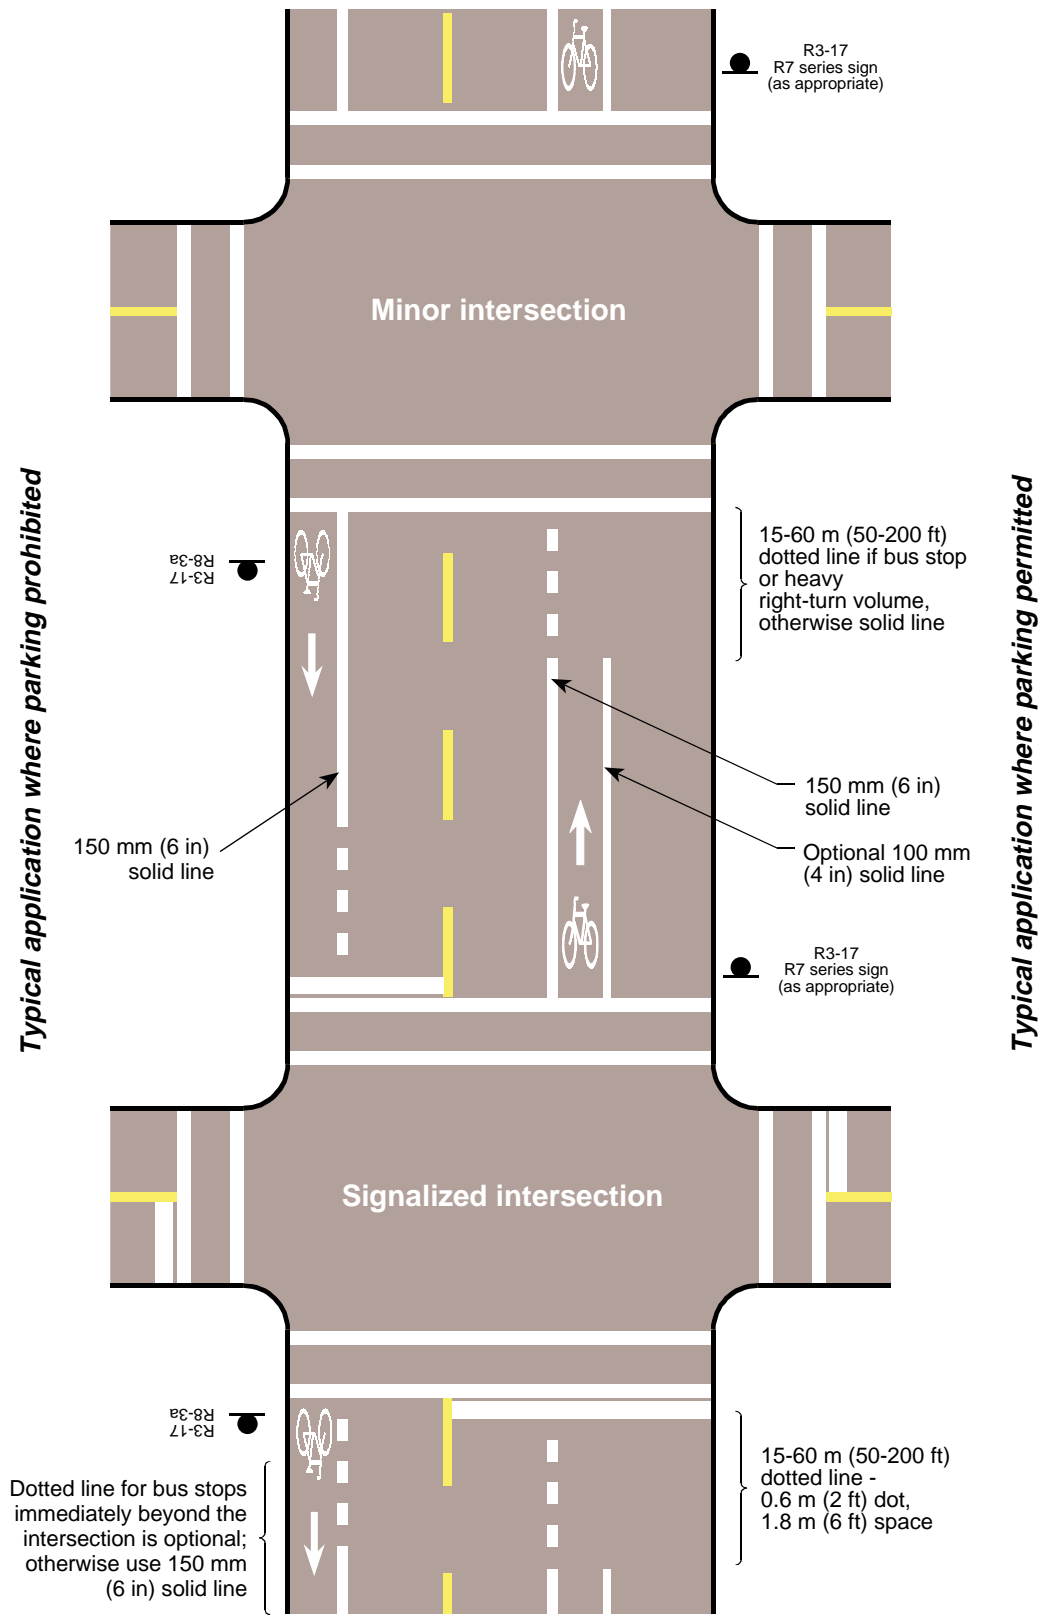 R3-17
R7 series sign
(as appropriate)
Minor intersection
Typical application where parking prohibited
Typical application where parking permitted
R3-17
R8-3a
15-60 m (50-200 ft)
dotted line if bus stop
or heavy
right-turn volume,
otherwise solid line
150 mm (6 in)
solid line
150 mm (6 in)
solid line
Optional 100 mm
(4 in) solid line
R3-17
R7 series sign
(as appropriate)
Signalized intersection
R3-17
R8-3a
Dotted line for bus stops
immediately beyond the
intersection is optional;
otherwise use 150 mm
(6 in) solid line
15-60 m (50-200 ft)
dotted line -
0.6 m (2 ft) dot,
1.8 m (6 ft) space